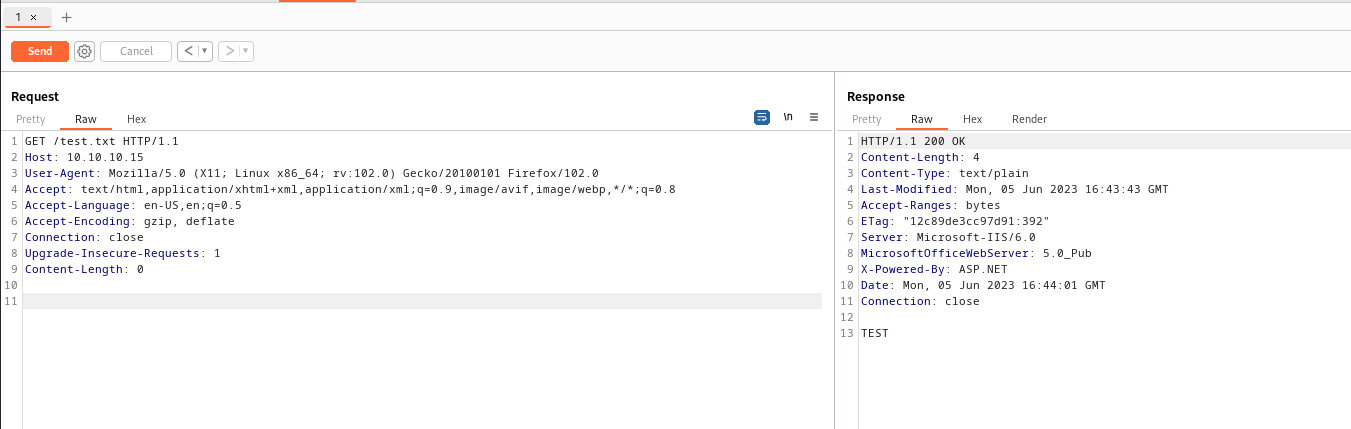 1 × +
Send Cancel < ▼ > ▼
Request
Pretty Raw Hex \n
1 GET /test.txt HTTP/1.1
2 Host: 10.10.10.15
3 User-Agent: Mozilla/5.0 (X11; Linux x86_64; rv:102.0) Gecko/20100101 Firefox/102.0
4 Accept: text/html,application/xhtml+xml,application/xml;q=0.9,image/avif,image/webp,*/*;q=0.8
5 Accept-Language: en-US,en;q=0.5
6 Accept-Encoding: gzip, deflate
7 Connection: close
8 Upgrade-Insecure-Requests: 1
9 Content-Length: 0
10
11
Response
Pretty Raw Hex Render
1 HTTP/1.1 200 OK
2 Content-Length: 4
3 Content-Type: text/plain
4 Last-Modified: Mon, 05 Jun 2023 16:43:43 GMT
5 Accept-Ranges: bytes
6 ETag: "12c89de3cc97d91:392"
7 Server: Microsoft-IIS/6.0
8 MicrosoftOfficeWebServer: 5.0_Pub
9 X-Powered-By: ASP.NET
10 Date: Mon, 05 Jun 2023 16:44:01 GMT
11 Connection: close
12
13 TEST